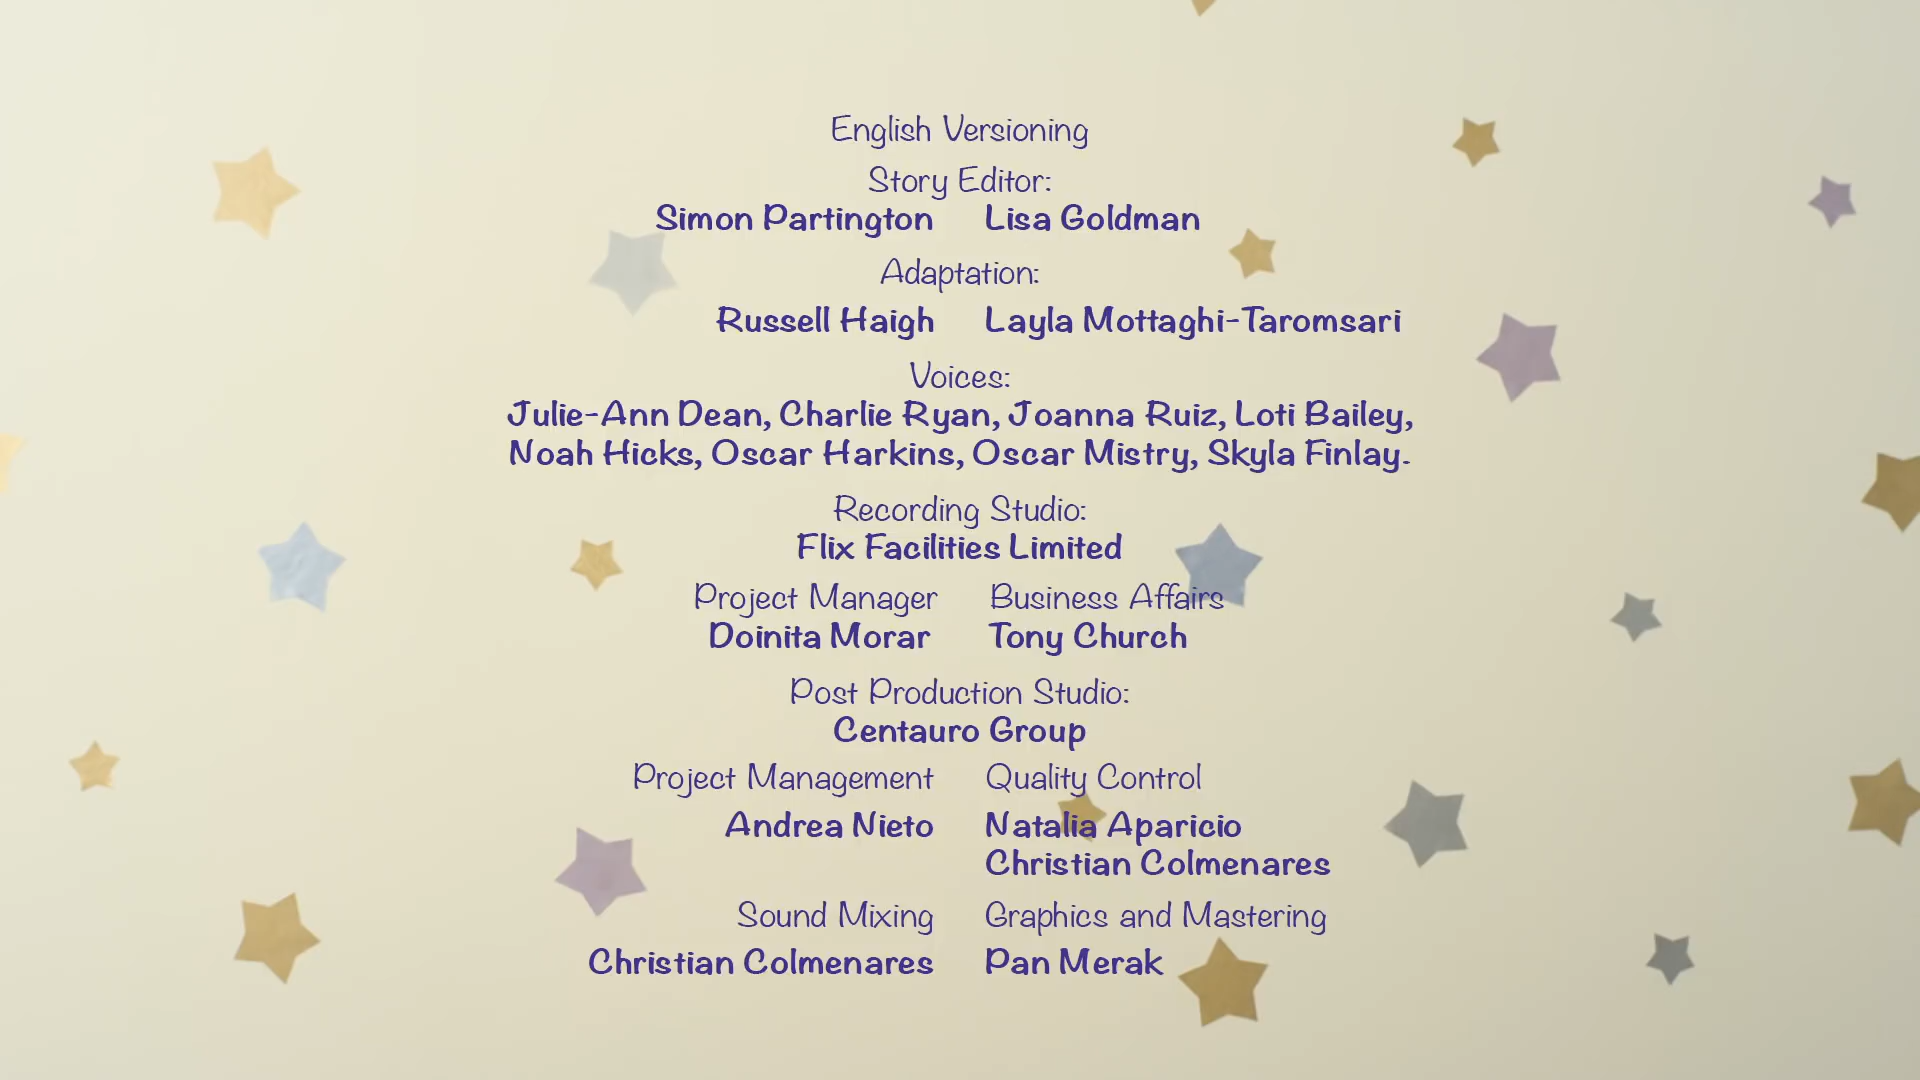 English Versioning
Story Editor:
Simon Partington Lisa Goldman
Adaptation:
Russell Haigh Layla Mottaghi-Taromsari
Voices:
Julie-Ann Dean, Charlie Ryan, Joanna Ruiz, Loti Bailey,
Noah Hicks, Oscar Harkins, Oscar Mistry, Skyla Finlay.
Recording Studio:
Flix Facilities Limited
Project Manager Business Affairs
Doinita Morar Tony Church
Post Production Studio:
Centauro Group
Project Management Quality Control
Andrea Nieto Natalia Aparicio
Christian Colmenares
Sound Mixing Graphics and Mastering
Christian Colmenares Pan Merak